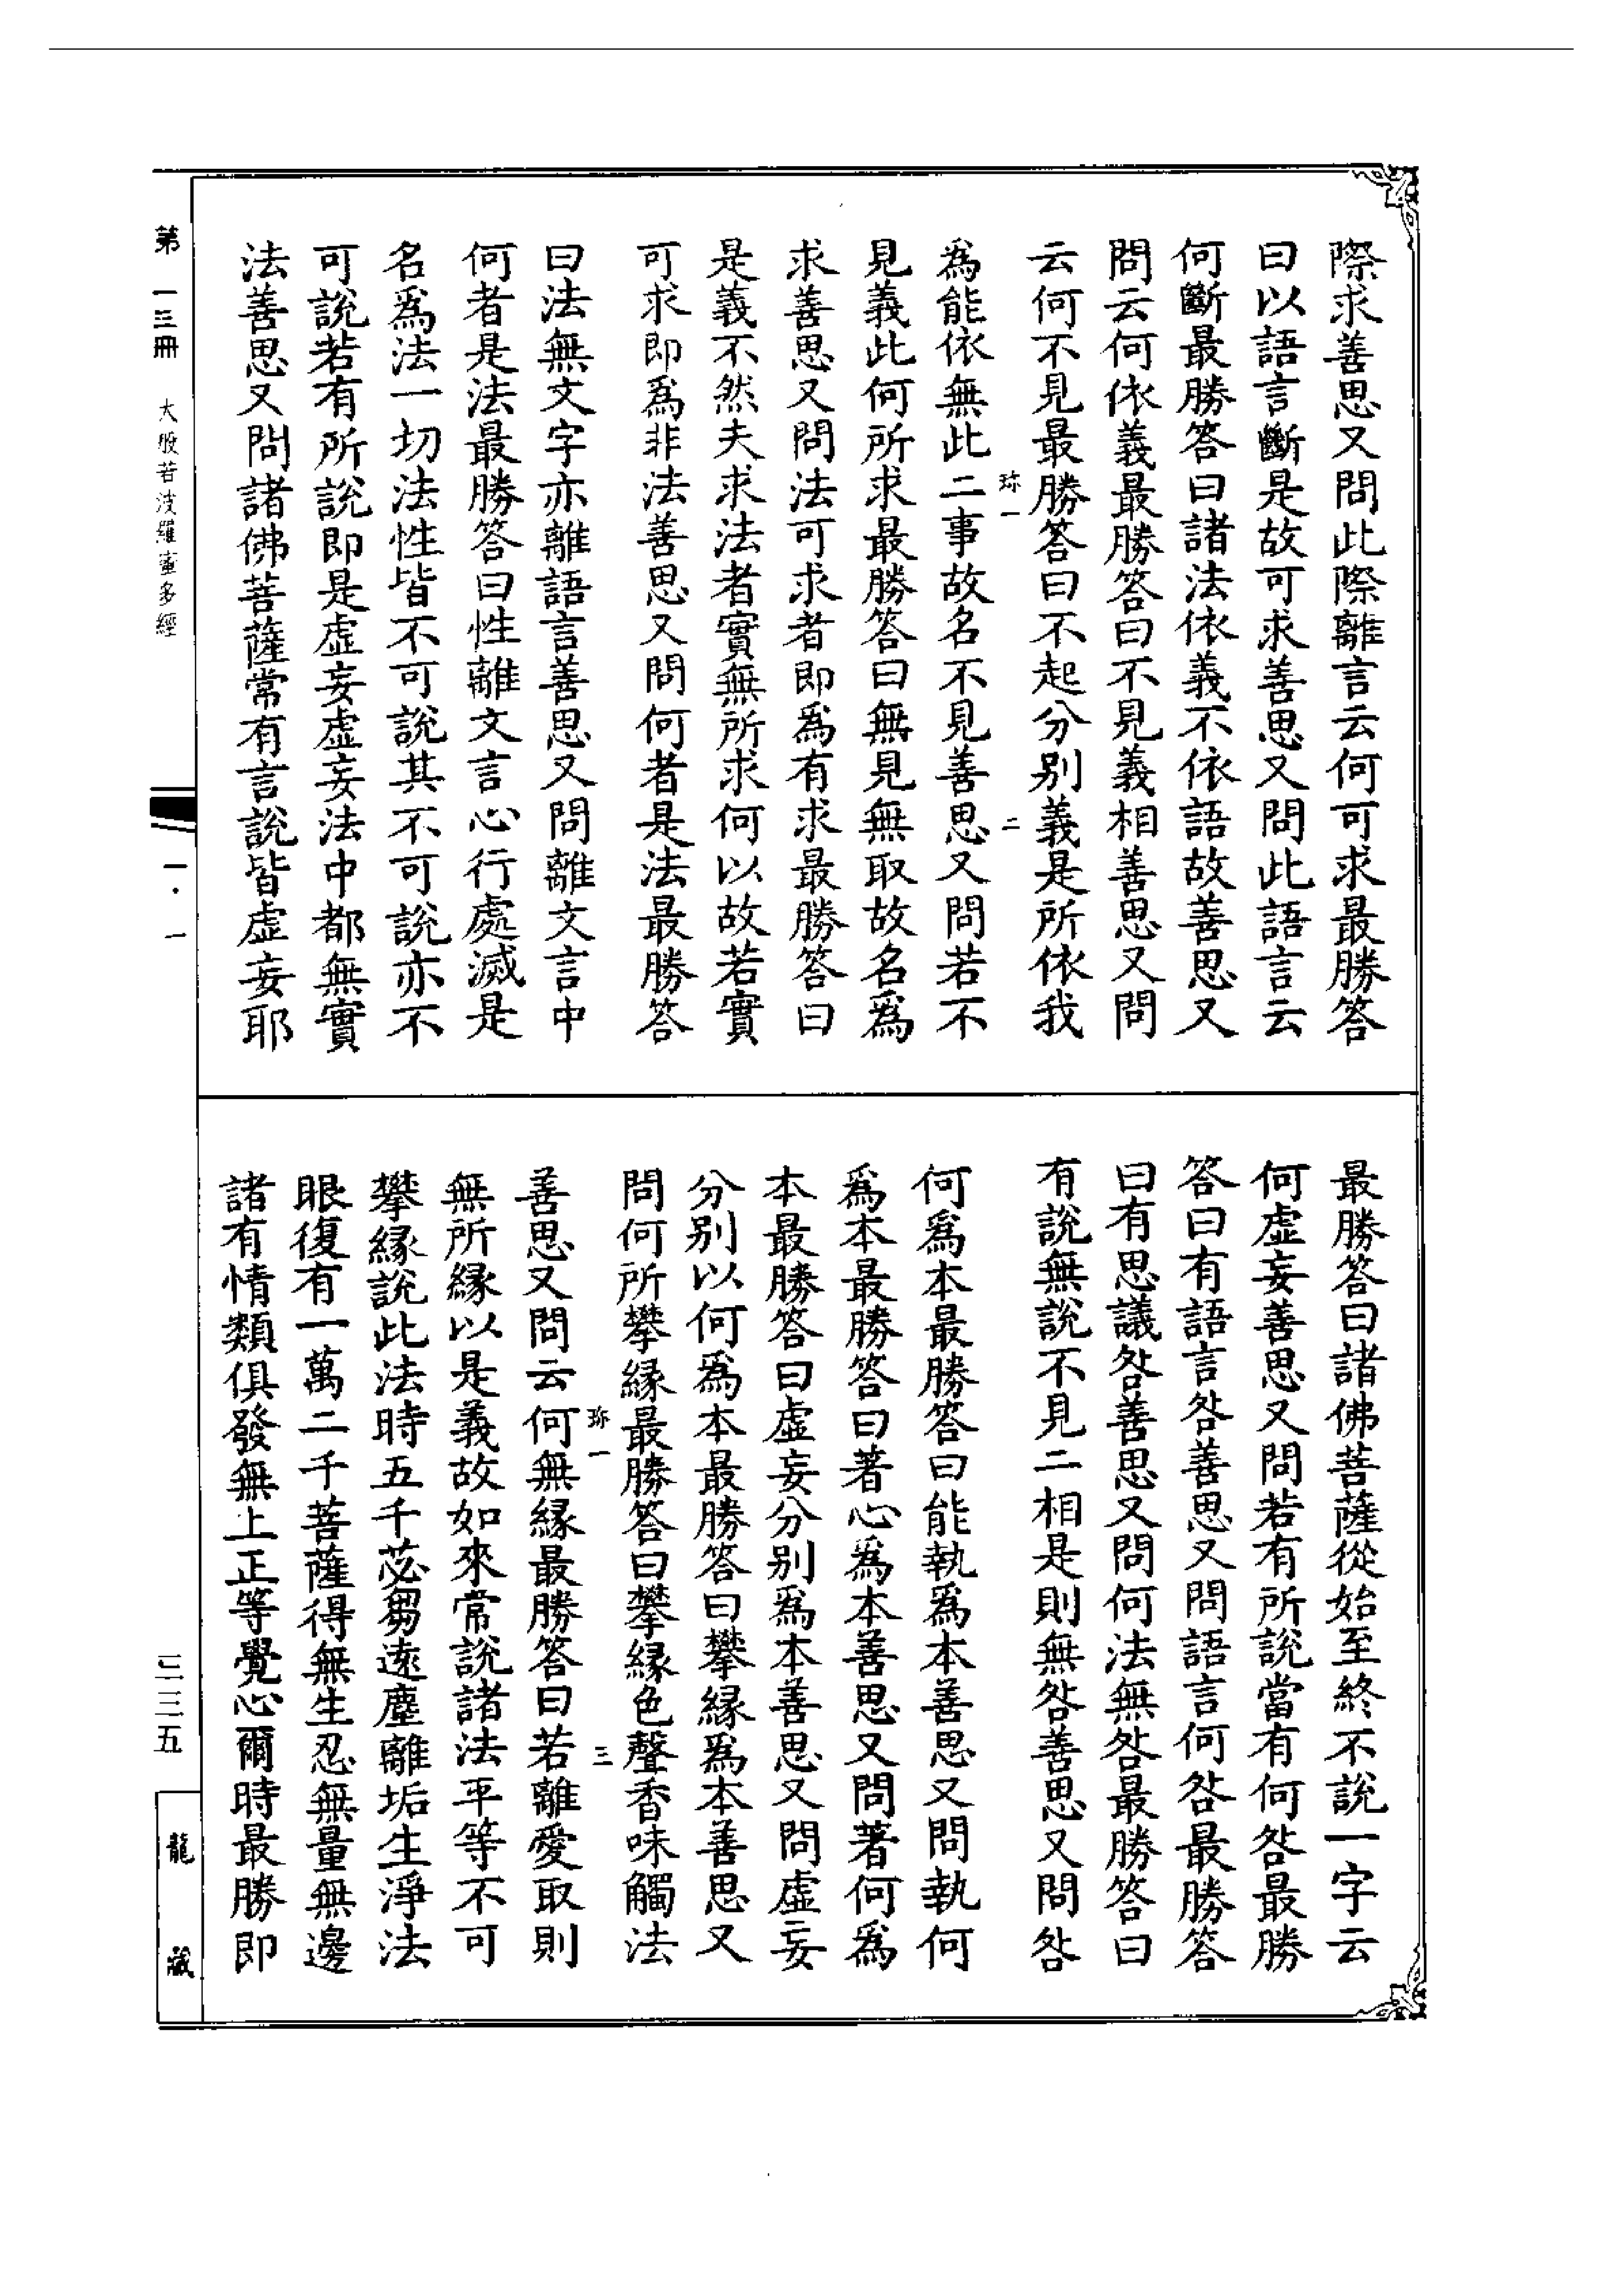 際求善思又問此際離言云何可求最勝答
曰以語言斷是故可求善思又問此語言云
何斷最勝答曰諸法依義不依語故善思又
問云何依義最勝答曰不見義相善思又問
云何不見最勝答曰不起分別義是所依我
珎一
二
為能依無此二事故名不見善思又問若不
見義此何所求最勝答曰無見無取故名為
求善思又問法可求者即為有求最勝答曰
是義不然夫求法者實無所求何以故若實
可求即為非法善思又問何者是法最勝答
曰法無文字亦離語言善思又問離文言中
何者是法最勝答曰性離文言心行處滅是
名為法一切法性皆不可說其不可說亦不
可說若有所說即是虛妄虛妄法中都無實
法善思又問諸佛菩薩常有言說皆虛妄耶
最勝答曰諸佛菩薩從始至終不說一字云
何虛妄善思又問若有所說當有何咎最勝
答曰有語言咎善思又問語言何咎最勝答
曰有思議咎善思又問何法無咎最勝答曰
有說無說不見二相是則無咎善思又問咎
何為本最勝答曰能執為本善思又問執何
為本最勝答曰著心為本善思又問著何為
本最勝答曰虛妄分別為本善思又問虛妄
分別以何為本最勝答曰攀緣為本善思又
問何所攀緣最勝答曰攀緣色聲香味觸法
珎一
三
善思又問云何無緣最勝答曰若離愛取則
無所緣以是義故如來常說諸法平等不可
攀緣說此法時五千苾芻遠塵離垢生淨法
眼復有一萬二千菩薩得無生忍無量無邊
諸有情類俱發無上正等覺心爾時最勝即
第一三冊 大般若波羅蜜多經
一·一
三三五
龍藏